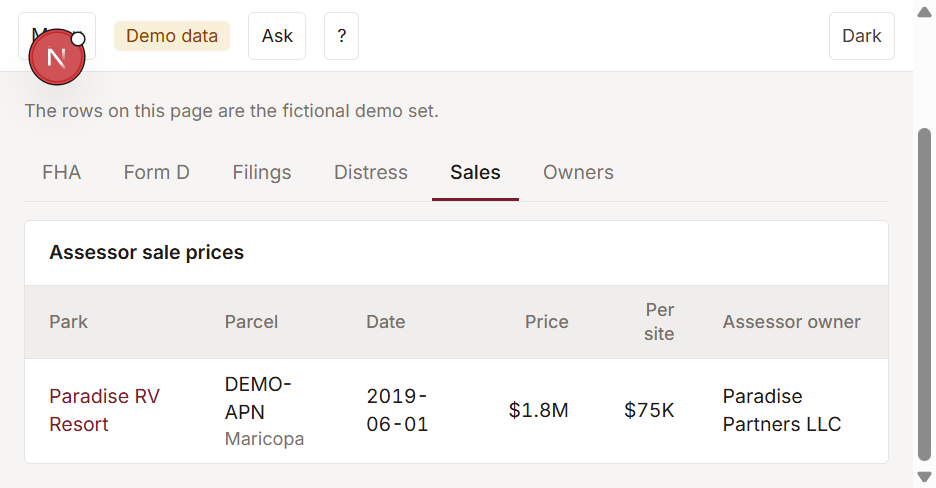 N
Demo data
Ask
?
Dark
The rows on this page are the fictional demo set.
FHA
Form D
Filings
Distress
Sales
Owners
Assessor sale prices
Park
Parcel
Date
Price
Per
site
Assessor owner
Paradise RV
Resort
DEMO-
APN
Maricopa
2019-
06-01
$1.8M
$75K
Paradise
Partners LLC